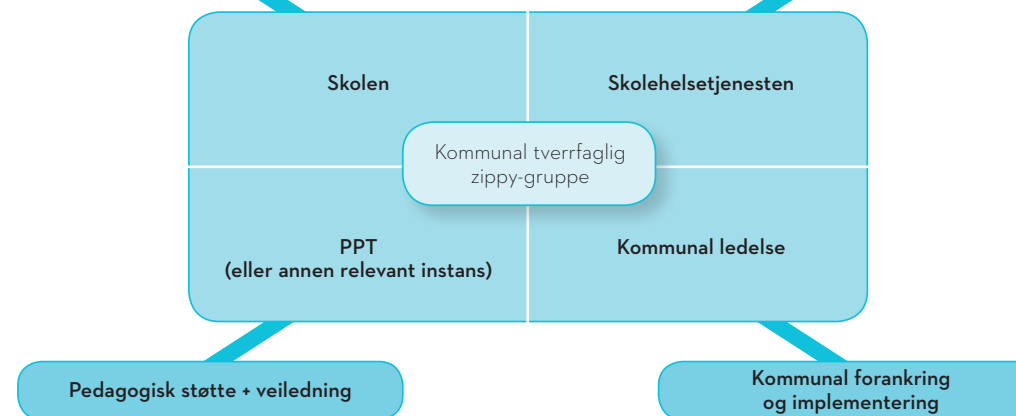 Skolen
Skolehelsetjenesten
Kommunal tverrfaglig
zippy-gruppe
PPT
(eller annen relevant instans)
Kommunal ledelse
Pedagogisk støtte + veiledning
Kommunal forankring
og implementering